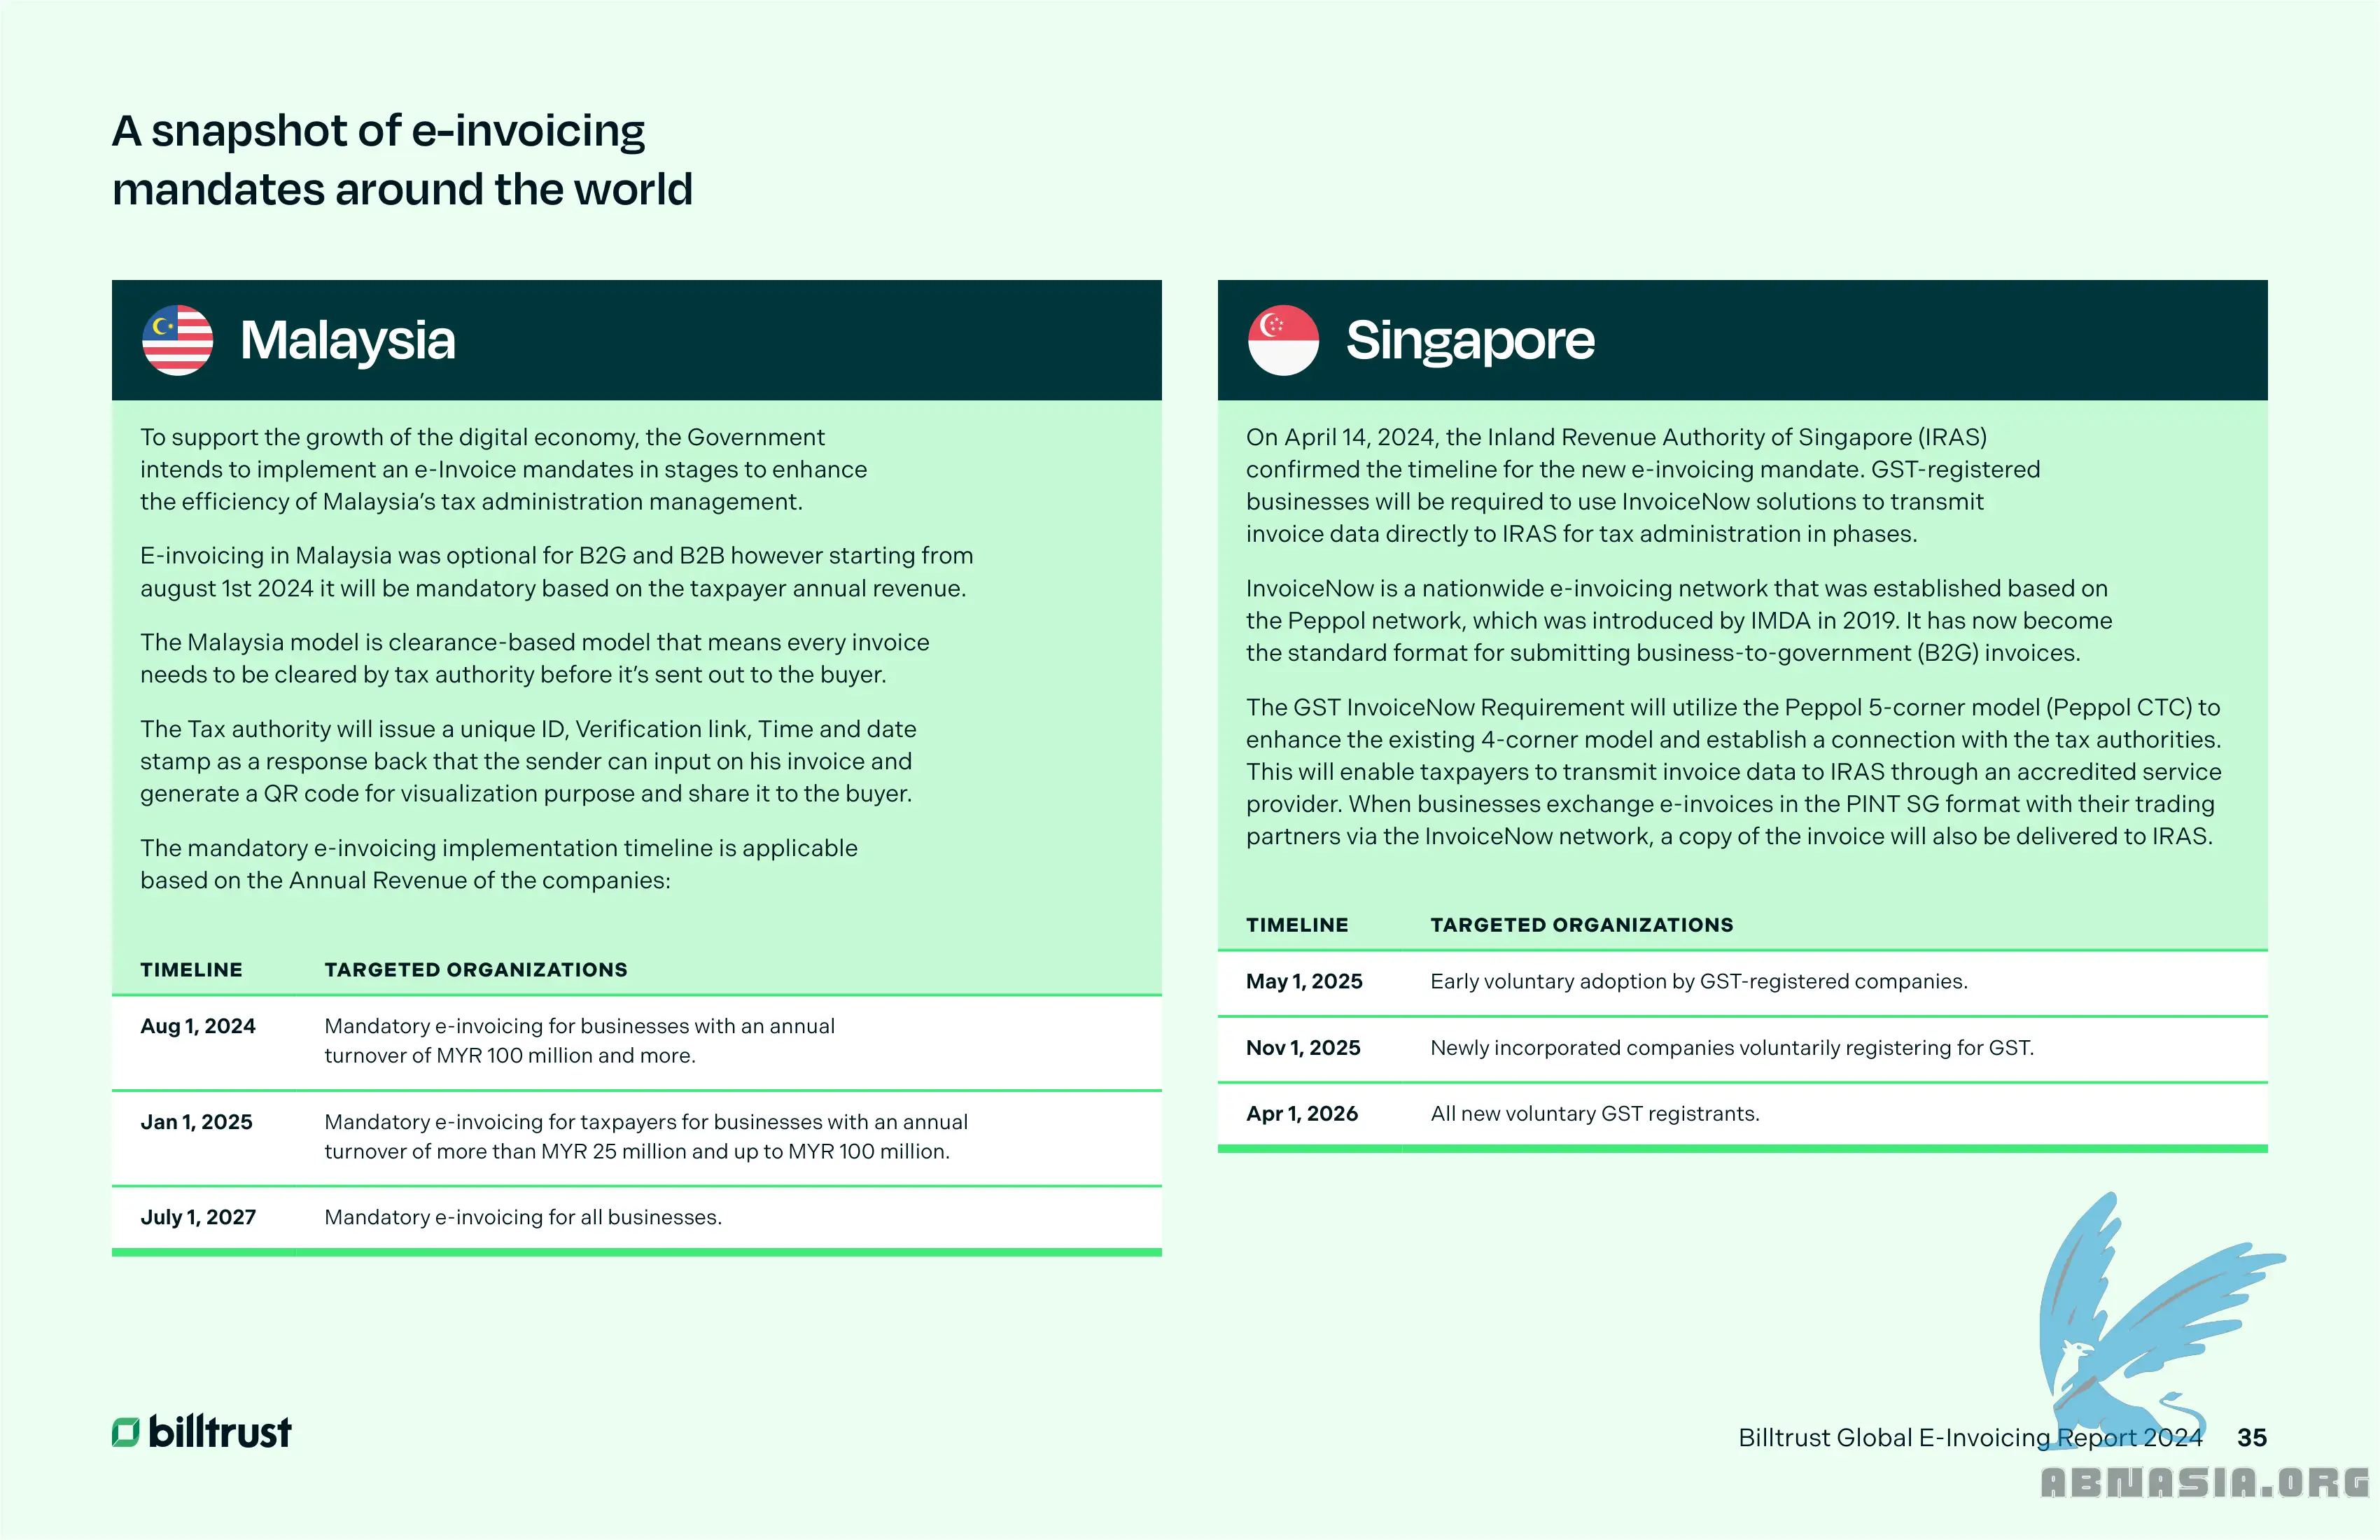 A snapshot of e-invoicing
mandates around the world
Malaysia
To support the growth of the digital economy, the Government
intends to implement an e-Invoice mandates in stages to enhance
the efficiency of Malaysia's tax administration management.
E-invoicing in Malaysia was optional for B2G and B2B however starting from
august 1st 2024 it will be mandatory based on the taxpayer annual revenue.
The Malaysia model is clearance-based model that means every invoice
needs to be cleared by tax authority before it's sent out to the buyer.
The Tax authority will issue a unique ID, Verification link, Time and date
stamp as a response back that the sender can input on his invoice and
generate a QR code for visualization purpose and share it to the buyer.
The mandatory e-invoicing implementation timeline is applicable
based on the Annual Revenue of the companies:
TIMELINE TARGETED ORGANIZATIONS
Aug 1, 2024 Mandatory e-invoicing for businesses with an annual
turnover of MYR 100 million and more.
Jan 1, 2025 Mandatory e-invoicing for taxpayers for businesses with an annual
turnover of more than MYR 25 million and up to MYR 100 million.
July 1, 2027 Mandatory e-invoicing for all businesses.
Singapore
On April 14, 2024, the Inland Revenue Authority of Singapore (IRAS)
confirmed the timeline for the new e-invoicing mandate. GST-registered
businesses will be required to use InvoiceNow solutions to transmit
invoice data directly to IRAS for tax administration in phases.
InvoiceNow is a nationwide e-invoicing network that was established based on
the Peppol network, which was introduced by IMDA in 2019. It has now become
the standard format for submitting business-to-government (B2G) invoices.
The GST InvoiceNow Requirement will utilize the Peppol 5-corner model (Peppol CTC) to
enhance the existing 4-corner model and establish a connection with the tax authorities.
This will enable taxpayers to transmit invoice data to IRAS through an accredited service
provider. When businesses exchange e-invoices in the PINT SG format with their trading
partners via the InvoiceNow network, a copy of the invoice will also be delivered to IRAS.
TIMELINE TARGETED ORGANIZATIONS
May 1, 2025 Early voluntary adoption by GST-registered companies.
Nov 1, 2025 Newly incorporated companies voluntarily registering for GST.
Apr 1, 2026 All new voluntary GST registrants.
billtrust
Billtrust Global E-Invoicing Report 2024 35
ABNASIA.ORG